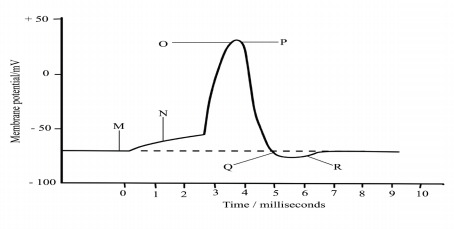 + 50
O
P
0
Membrane potential/mV
M
N
- 50
Q
R
- 100
0 1 2 3 4 5 6 7 8 9 10
Time / milliseconds